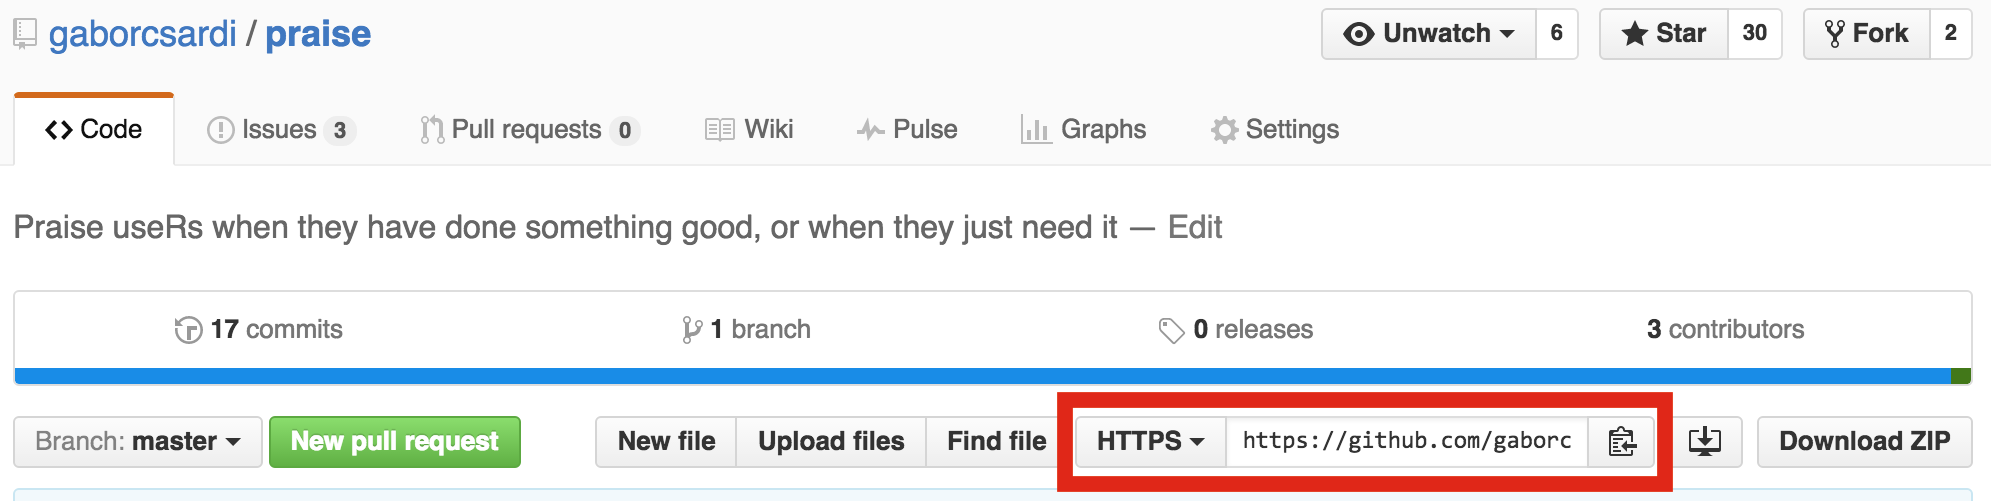 gaborcsardi / praise Unwatch 6 Star 30 Fork 2
Code Issues 3 Pull requests 0 Wiki Pulse Graphs Settings
Praise useRs when they have done something good, or when they just need it — Edit
17 commits 1 branch 0 releases 3 contributors
Branch: master New pull request New file Upload files Find file HTTPS https://github.com/gaborc Download ZIP